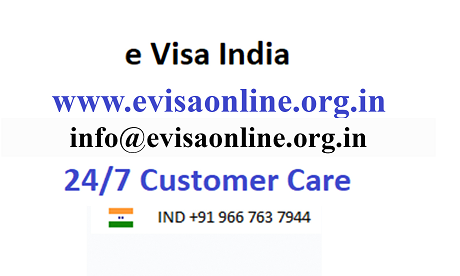 e Visa India
www.evisaonline.org.in
info@evisaonline.org.in
24/7 Customer Care
IND +91 966 763 7944